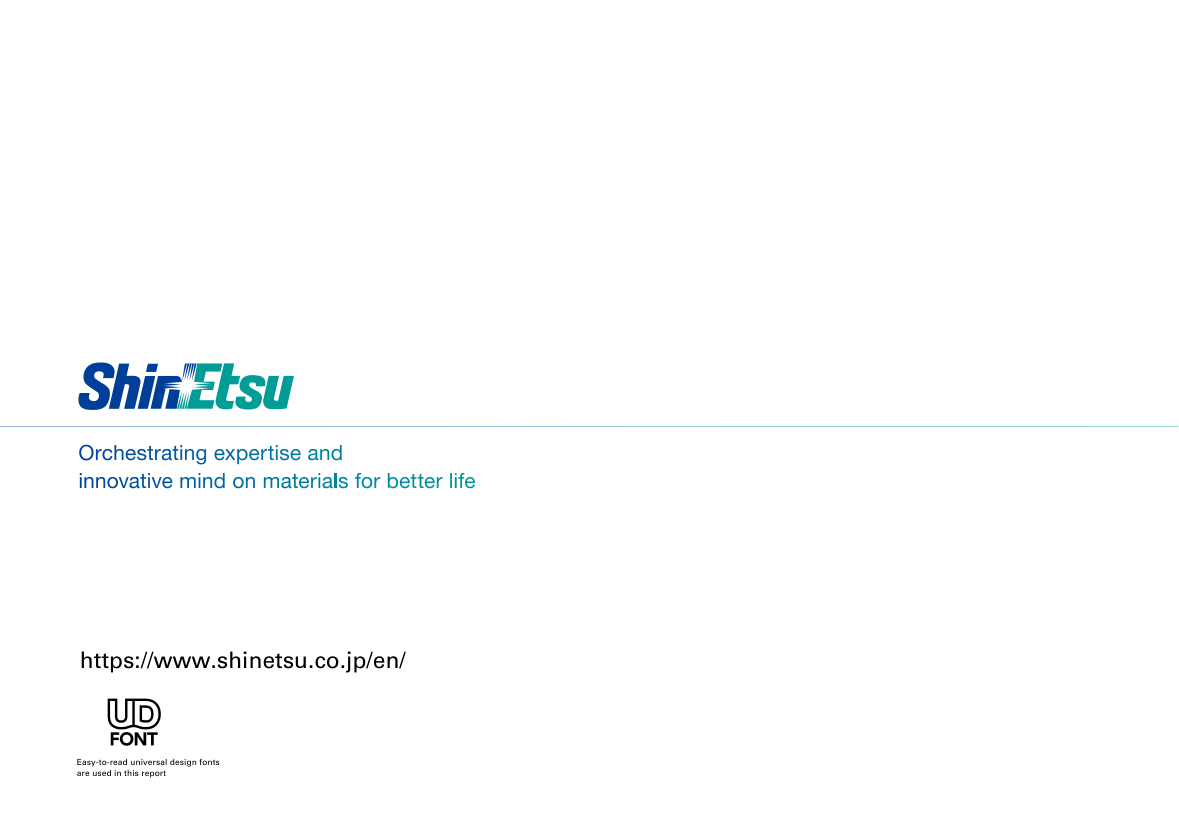 ShinEtsu
Orchestrating expertise and
innovative mind on materials for better life
https://www.shinetsu.co.jp/en/
UD
FONT
Easy-to-read universal design fonts
are used in this report